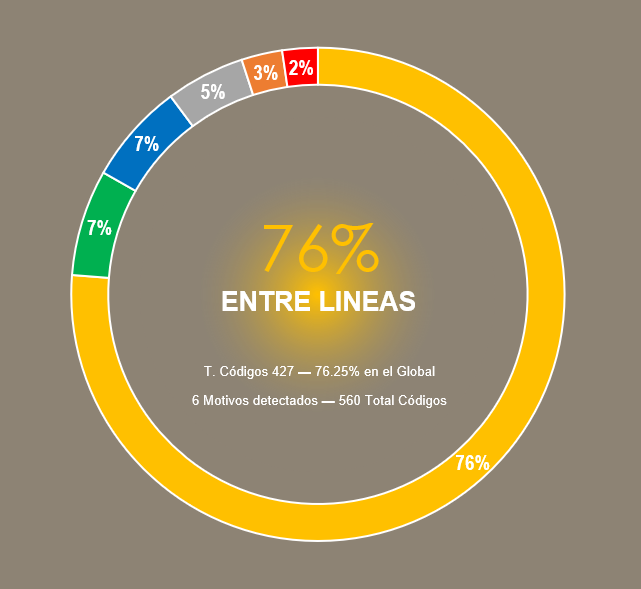 2%
3%
5%
7%
7%
76%
ENTRE LINEAS
T. Códigos 427 — 76.25% en el Global
6 Motivos detectados — 560 Total Códigos
76%